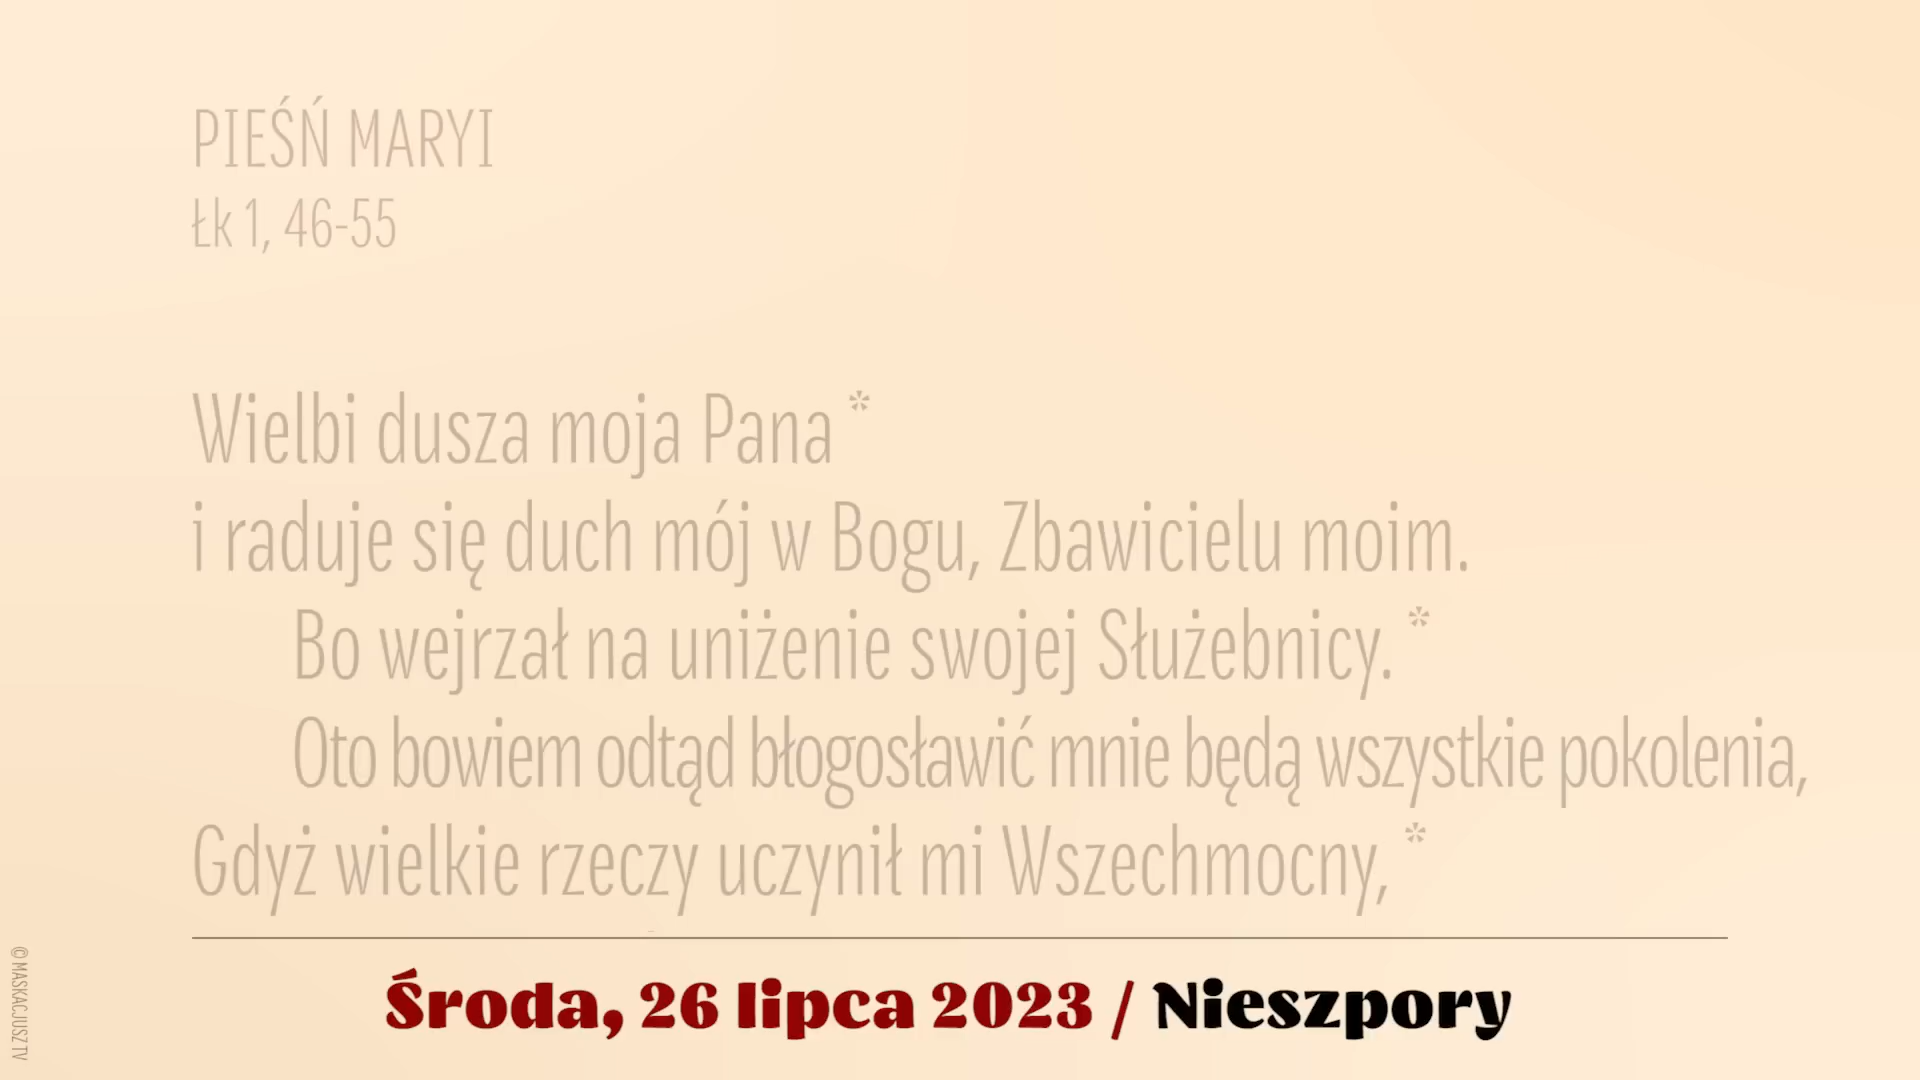 PIEŚŃ MARYI
Łk 1, 46-55
Wielbi dusza moja Pana *
i raduje się duch mój w Bogu, Zbawicielu moim.
Bo wejrzał na uniżenie swojej Służebnicy. *
Oto bowiem odtąd błogosławić mnie będą wszystkie pokolenia,
Gdyż wielkie rzeczy uczynił mi Wszechmocny, *
Środa, 26 lipca 2023 / Nieszpory
© MASKACJUSZ TV